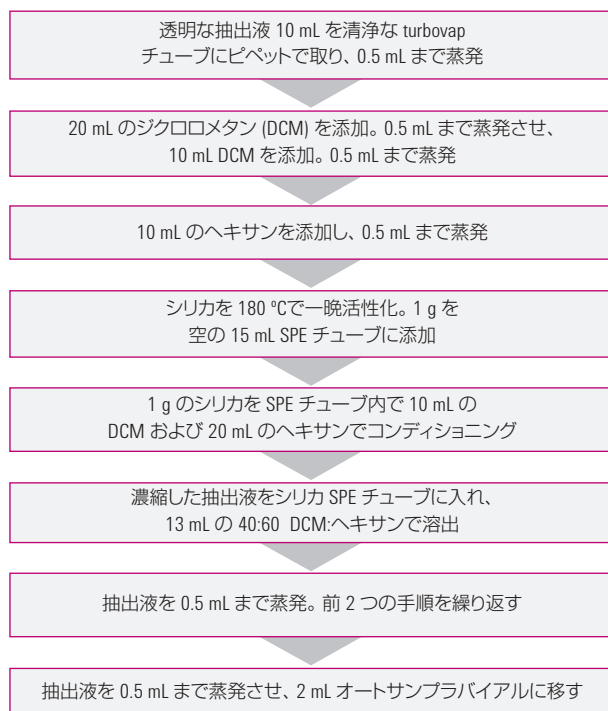 透明な抽出液 10 mL を清浄な turbovap
チューブにピペットで取り、0.5 mL まで蒸発
20 mL のジクロロメタン (DCM) を添加。0.5 mL まで蒸発させ、
10 mL DCM を添加。0.5 mL まで蒸発
10 mL のヘキサンを添加し、0.5 mL まで蒸発
シリカを 180 ºCで一晩活性化。1 g を
空の 15 mL SPE チューブに添加
1 g のシリカを SPE チューブ内で 10 mL の
DCM および 20 mL のヘキサンでコンディショニング
濃縮した抽出液をシリカ SPE チューブに入れ、
13 mL の 40:60 DCM:ヘキサンで溶出
抽出液を 0.5 mL まで蒸発。前 2 つの手順を繰り返す
抽出液を 0.5 mL まで蒸発させ、2 mL オートサンプラバイアルに移す